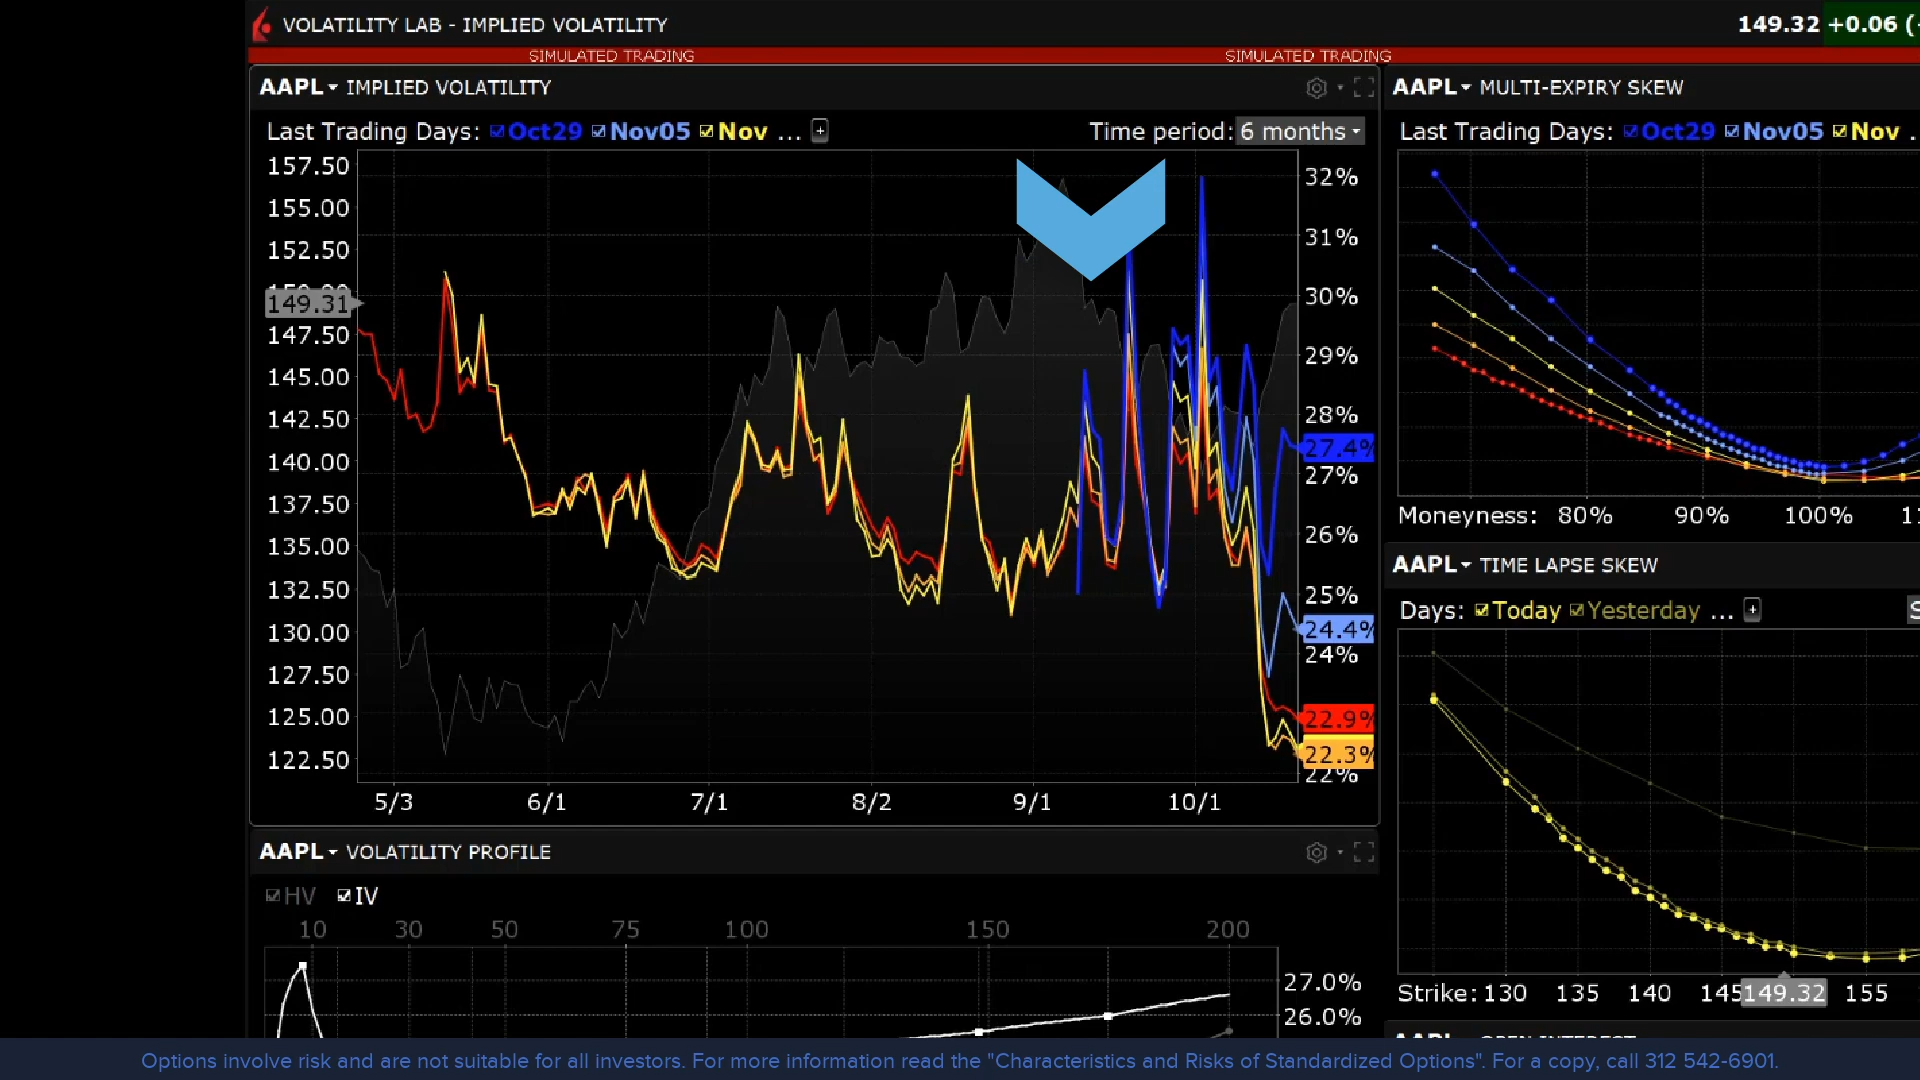 VOLATILITY LAB - IMPLIED VOLATILITY
149.32 +0.06 (
SIMULATED TRADING
SIMULATED TRADING
AAPL IMPLIED VOLATILITY
Last Trading Days: Oct29 Nov05 Nov ... +
Time period: 6 months
157.50
155.00
152.50
149.31
147.50
145.00
142.50
140.00
137.50
135.00
132.50
130.00
127.50
125.00
122.50
32%
31%
30%
29%
28%
27.4%
27%
26%
25%
24.4%
24%
22.9%
22.3%
22%
5/3 6/1 7/1 8/2 9/1 10/1
AAPL VOLATILITY PROFILE
HV IV
10 30 50 75 100 150 200
27.0%
26.0%
AAPL MULTI-EXPIRY SKEW
Last Trading Days: Oct29 Nov05 Nov .
Moneyness: 80% 90% 100%
AAPL TIME LAPSE SKEW
Days: Today Yesterday ... +
Strike: 130 135 140 145 149.32 155
AAPL OPEN INTEREST
Options involve risk and are not suitable for all investors. For more information read the "Characteristics and Risks of Standardized Options". For a copy, call 312 542-6901.